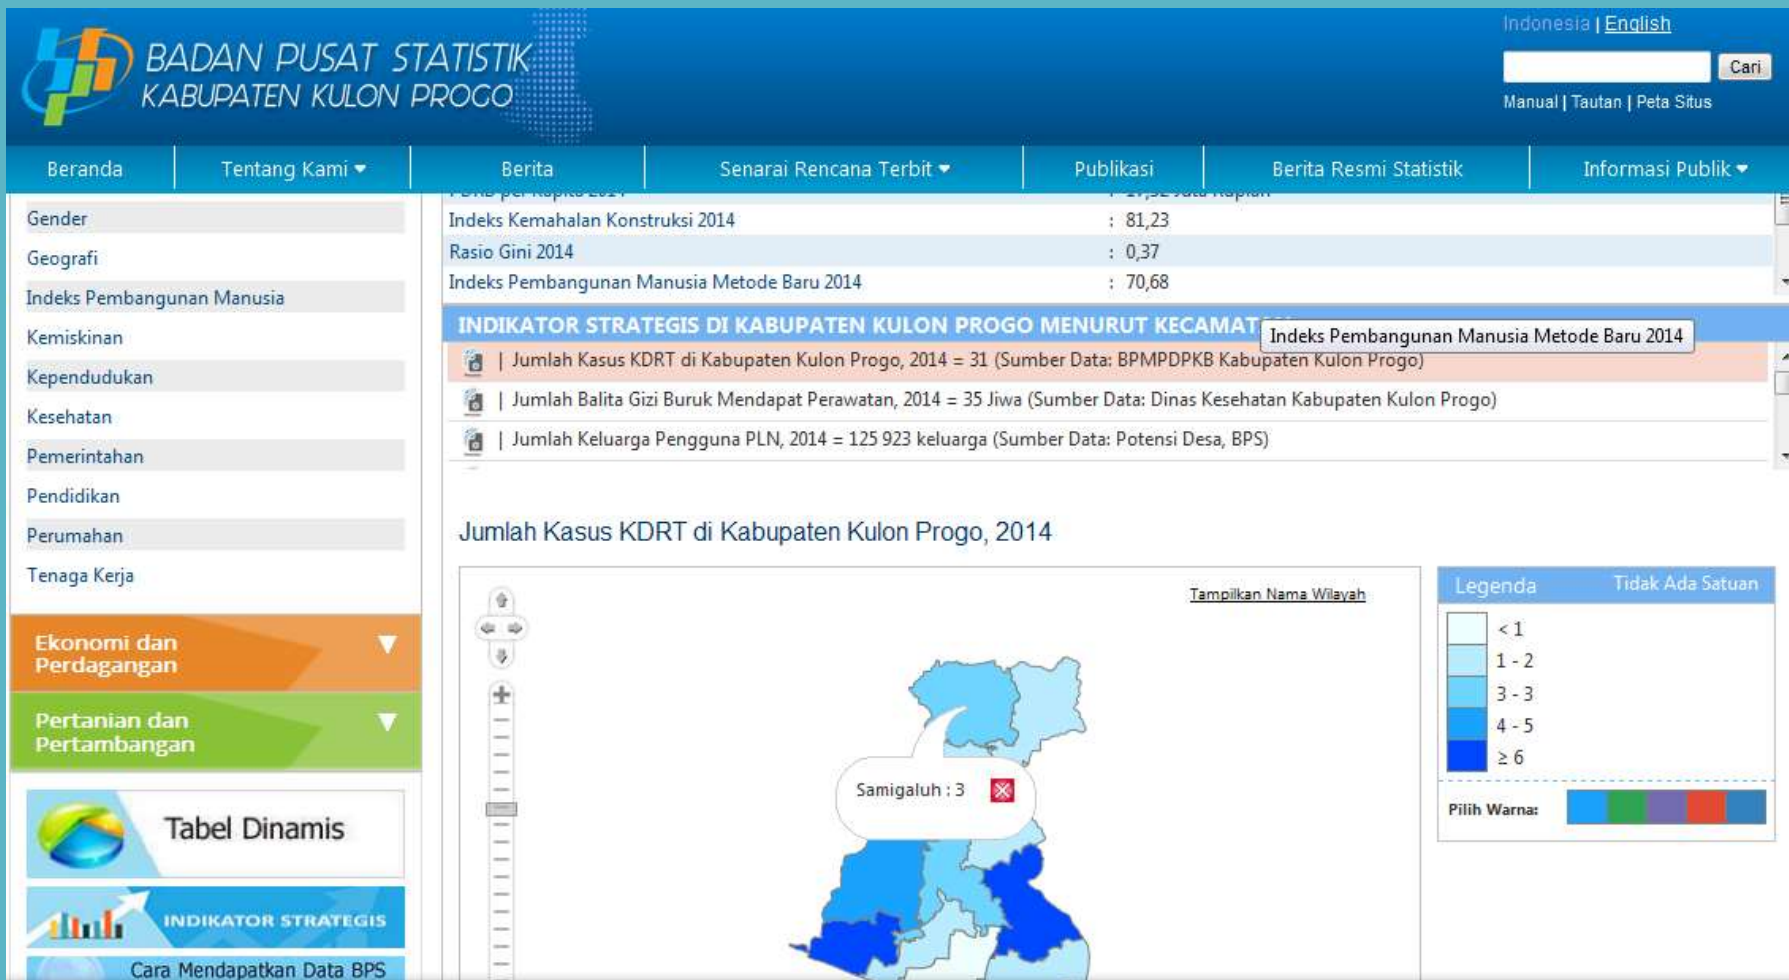 Indonesia | English
BADAN PUSAT STATISTIK
KABUPATEN KULON PROGO
Cari
Manual | Tautan | Peta Situs
Beranda
Tentang Kami
Berita
Senarai Rencana Terbit
Publikasi
Berita Resmi Statistik
Informasi Publik
Gender
Geografi
Indeks Pembangunan Manusia
Kemiskinan
Kependudukan
Kesehatan
Pemerintahan
Pendidikan
Perumahan
Tenaga Kerja
Ekonomi dan
Perdagangan
Pertanian dan
Pertambangan
Tabel Dinamis
INDIKATOR STRATEGIS
Cara Mendapatkan Data BPS
Indeks Kemahalan Konstruksi 2014 : 81,23
Rasio Gini 2014 : 0,37
Indeks Pembangunan Manusia Metode Baru 2014 : 70,68
INDIKATOR STRATEGIS DI KABUPATEN KULON PROGO MENURUT
Indeks Pembangunan Manusia Metode Baru 2014
| Jumlah Kasus KDRT di Kabupaten Kulon Progo, 2014 = 31 (Sumber Data: BPMPDPKB Kabupaten Kulon Progo)
| Jumlah Balita Gizi Buruk Mendapat Perawatan, 2014 = 35 Jiwa (Sumber Data: Dinas Kesehatan Kabupaten Kulon Progo)
| Jumlah Keluarga Pengguna PLN, 2014 = 125 923 keluarga (Sumber Data: Potensi Desa, BPS)
Jumlah Kasus KDRT di Kabupaten Kulon Progo, 2014
Tampilkan Nama Wilayah
Samigaluh : 3
Legenda Tidak Ada Satuan
< 1
1 - 2
3 - 3
4 - 5
≥ 6
Pilih Warna: